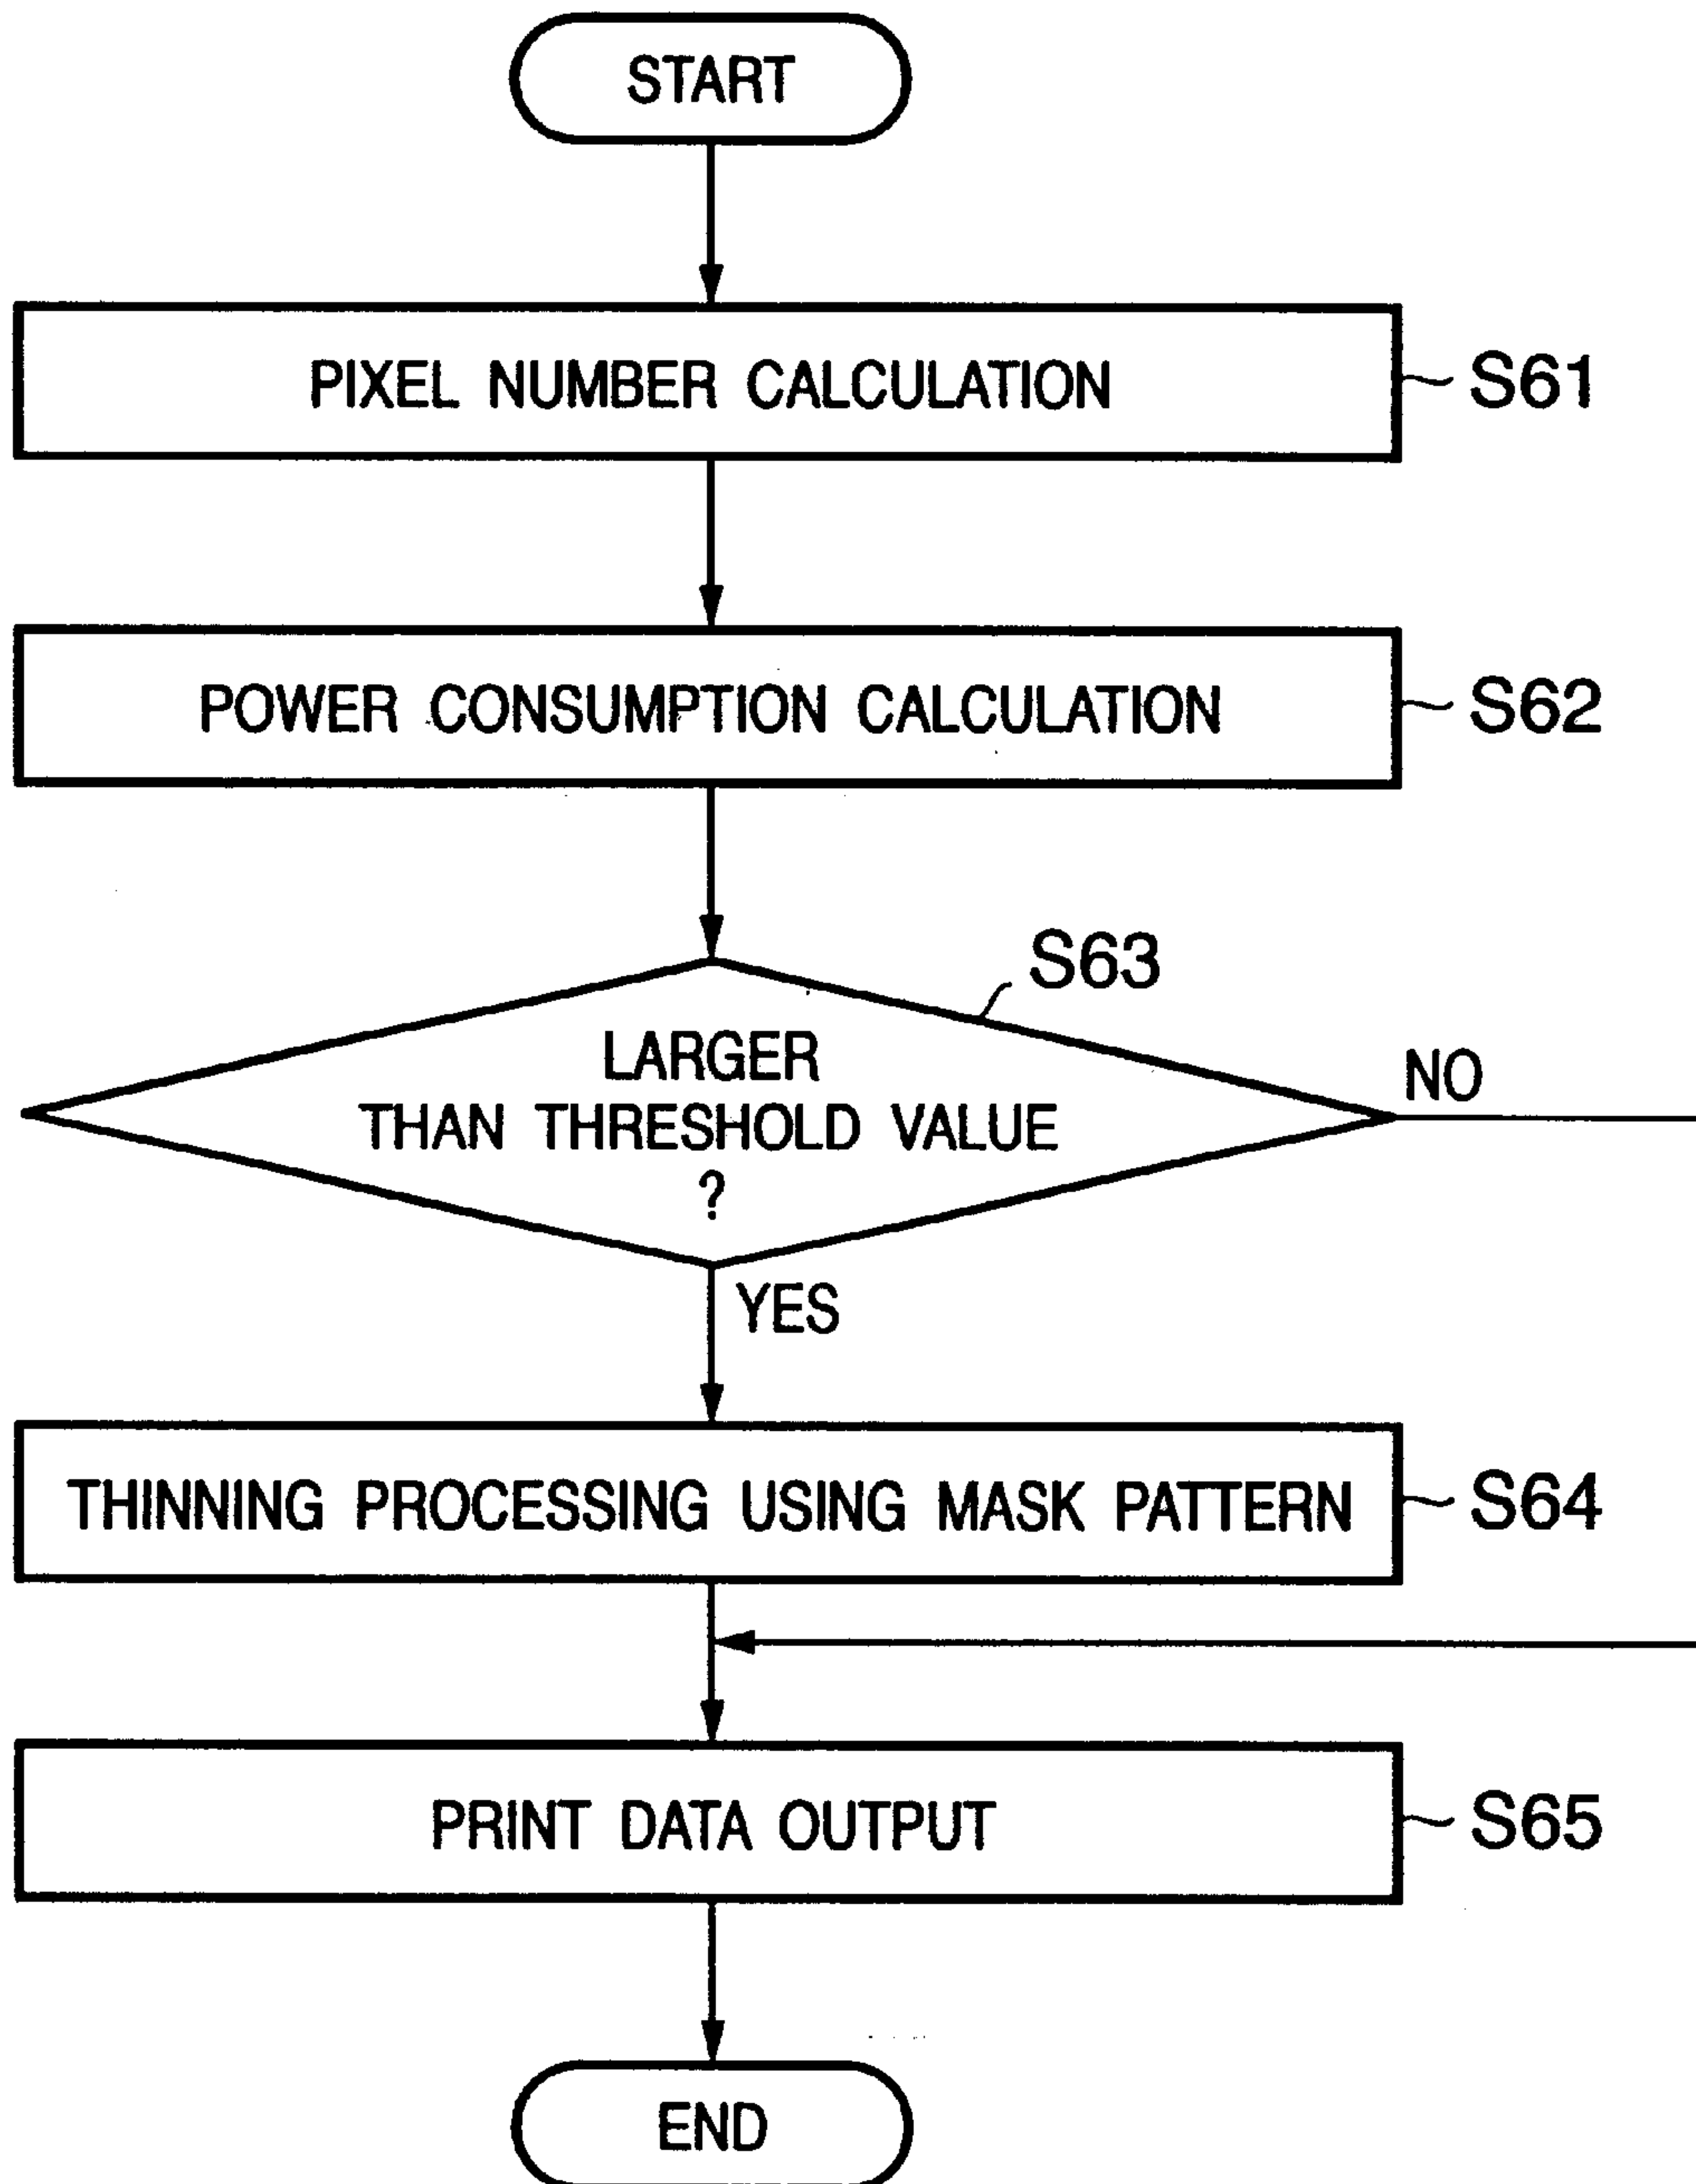 START
PIXEL NUMBER CALCULATION
S61
POWER CONSUMPTION CALCULATION
S62
S63
LARGER
THAN THRESHOLD VALUE
?
NO
YES
THINNING PROCESSING USING MASK PATTERN
S64
PRINT DATA OUTPUT
S65
END